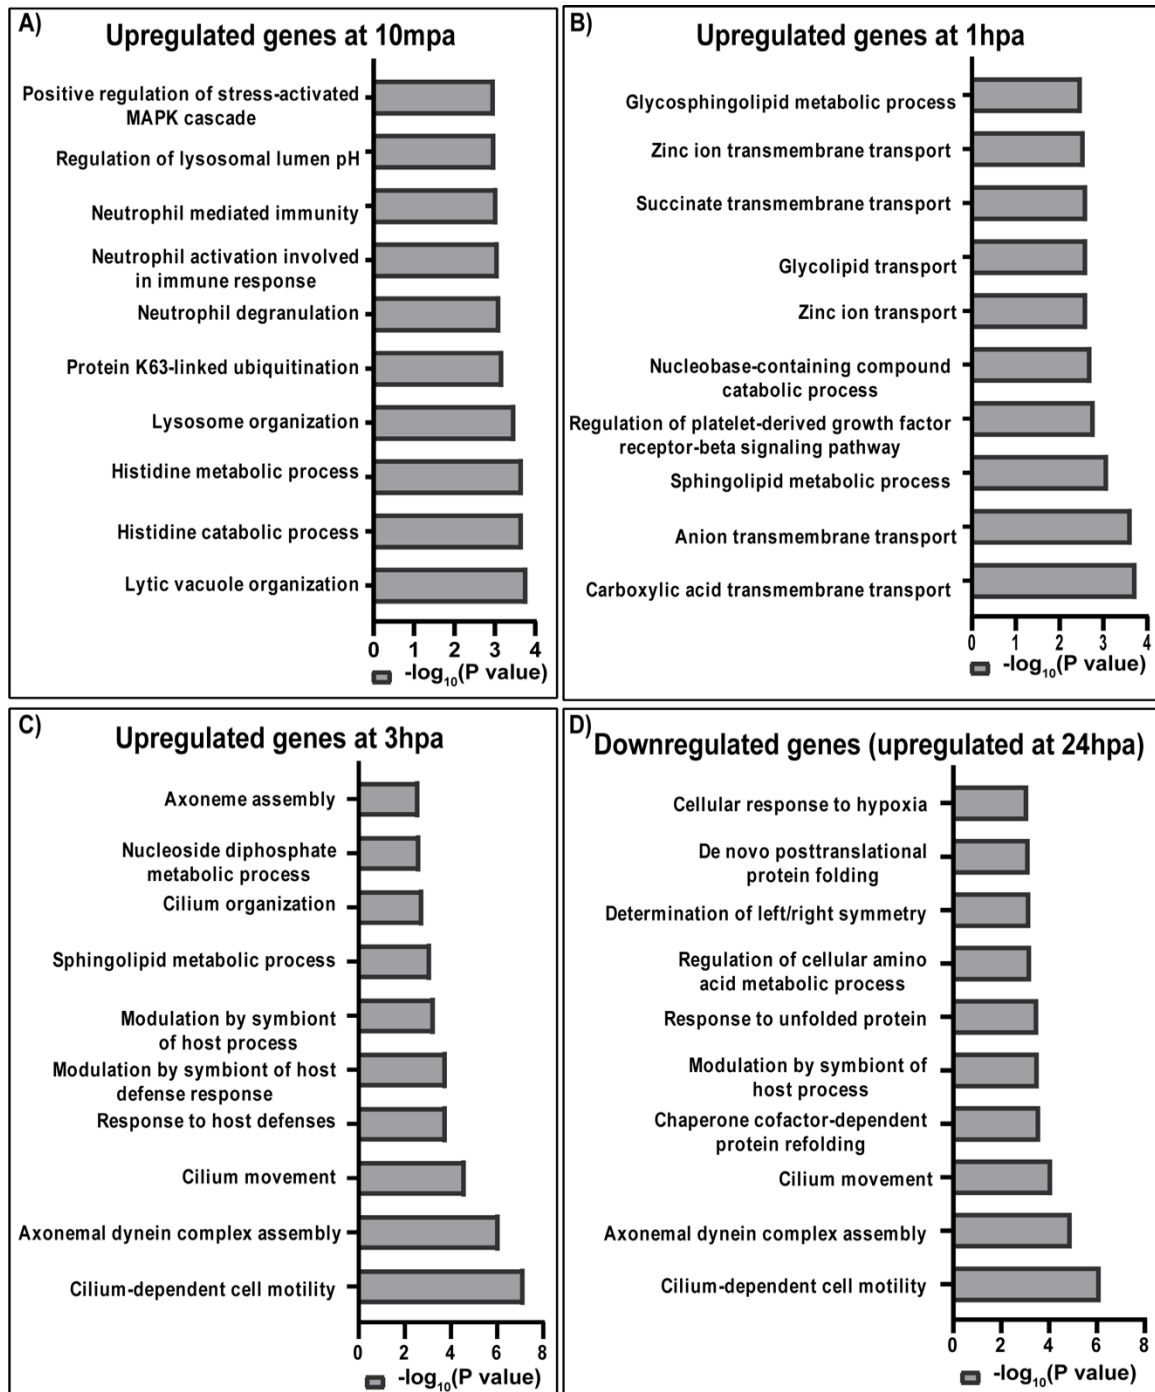 A)
Upregulated genes at 10mpa
Positive regulation of stress-activated
MAPK cascade
Regulation of lysosomal lumen pH
Neutrophil mediated immunity
Neutrophil activation involved
in immune response
Neutrophil degranulation
Protein K63-linked ubiquitination
Lysosome organization
Histidine metabolic process
Histidine catabolic process
Lytic vacuole organization
0 1 2 3 4
-log10(P value)
B)
Upregulated genes at 1hpa
Glycosphingolipid metabolic process
Zinc ion transmembrane transport
Succinate transmembrane transport
Glycolipid transport
Zinc ion transport
Nucleobase-containing compound
catabolic process
Regulation of platelet-derived growth factor
receptor-beta signaling pathway
Sphingolipid metabolic process
Anion transmembrane transport
Carboxylic acid transmembrane transport
0 1 2 3 4
-log10(P value)
C)
Upregulated genes at 3hpa
Axoneme assembly
Nucleoside diphosphate
metabolic process
Cilium organization
Sphingolipid metabolic process
Modulation by symbiont
of host process
Modulation by symbiont of host
defense response
Response to host defenses
Cilium movement
Axonemal dynein complex assembly
Cilium-dependent cell motility
0 2 4 6 8
-log10(P value)
D)
Downregulated genes (upregulated at 24hpa)
Cellular response to hypoxia
De novo posttranslational
protein folding
Determination of left/right symmetry
Regulation of cellular amino
acid metabolic process
Response to unfolded protein
Modulation by symbiont of
host process
Chaperone cofactor-dependent
protein refolding
Cilium movement
Axonemal dynein complex assembly
Cilium-dependent cell motility
0 2 4 6 8
-log10(P value)